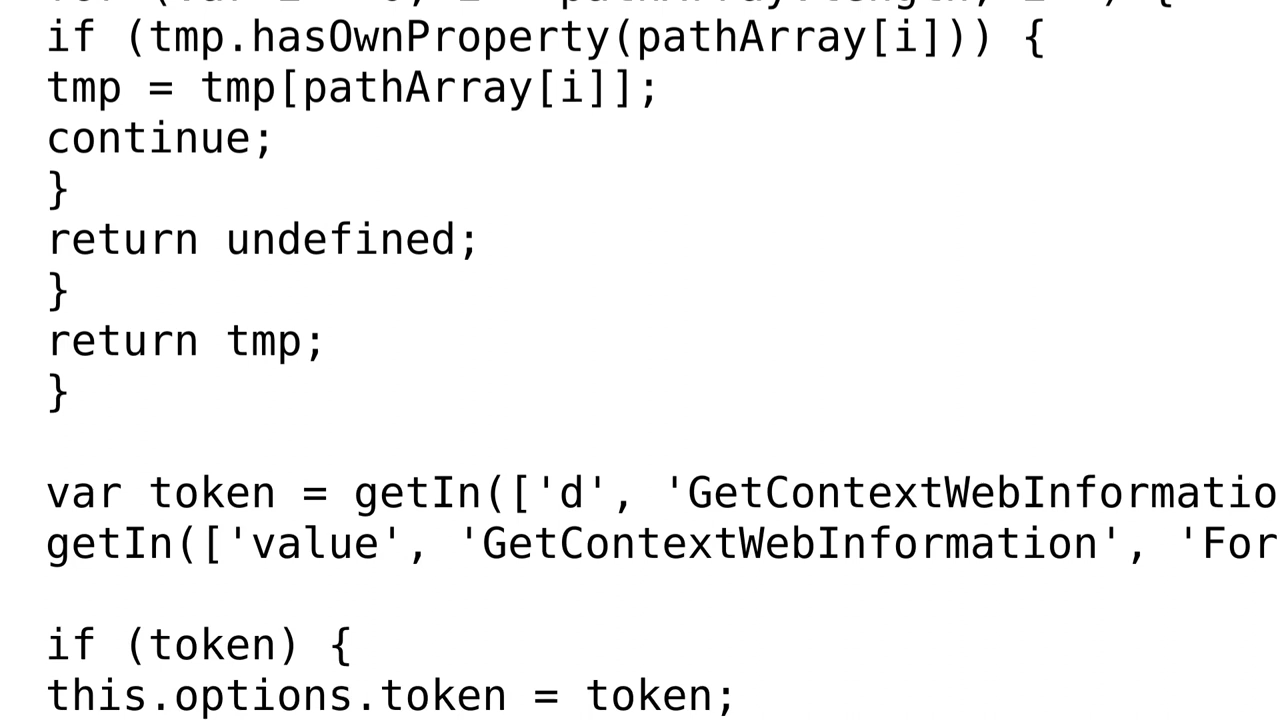 if (tmp.hasOwnProperty(pathArray[i])) {
tmp = tmp[pathArray[i]];
continue;
}
return undefined;
}
return tmp;
}
var token = getIn(['d', 'GetContextWebInformatio
getIn(['value', 'GetContextWebInformation', 'For
if (token) {
this.options.token = token;